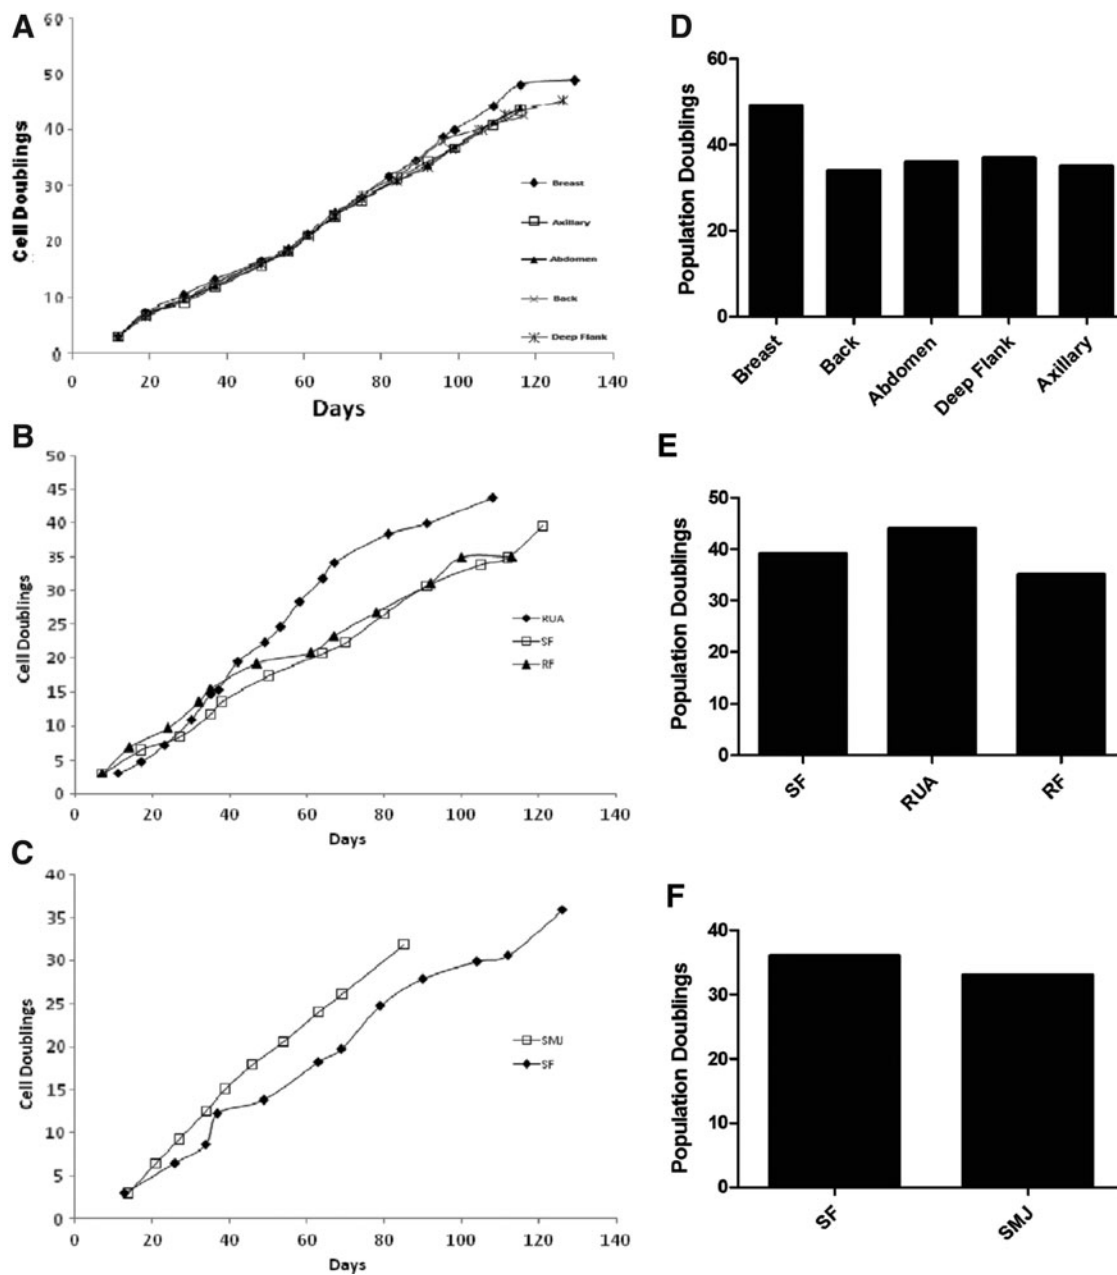 A
60
50
40
30
20
10
0
Cell Doublings
0 20 40 60 80 100 120 140
Days
Breast
Axillary
Abdomen
Back
Deep Flank
D
60
40
20
0
Population Doublings
Breast Back Abdomen Deep Flank Axillary
B
50
45
40
35
30
25
20
15
10
5
0
Cell Doublings
0 20 40 60 80 100 120 140
Days
RUA
SF
RF
E
50
40
30
20
10
0
Population Doublings
SF RUA RF
C
40
35
30
25
20
15
10
5
0
Cell Doublings
0 20 40 60 80 100 120 140
Days
SMJ
SF
F
40
30
20
10
0
Population Doublings
SF SMJ